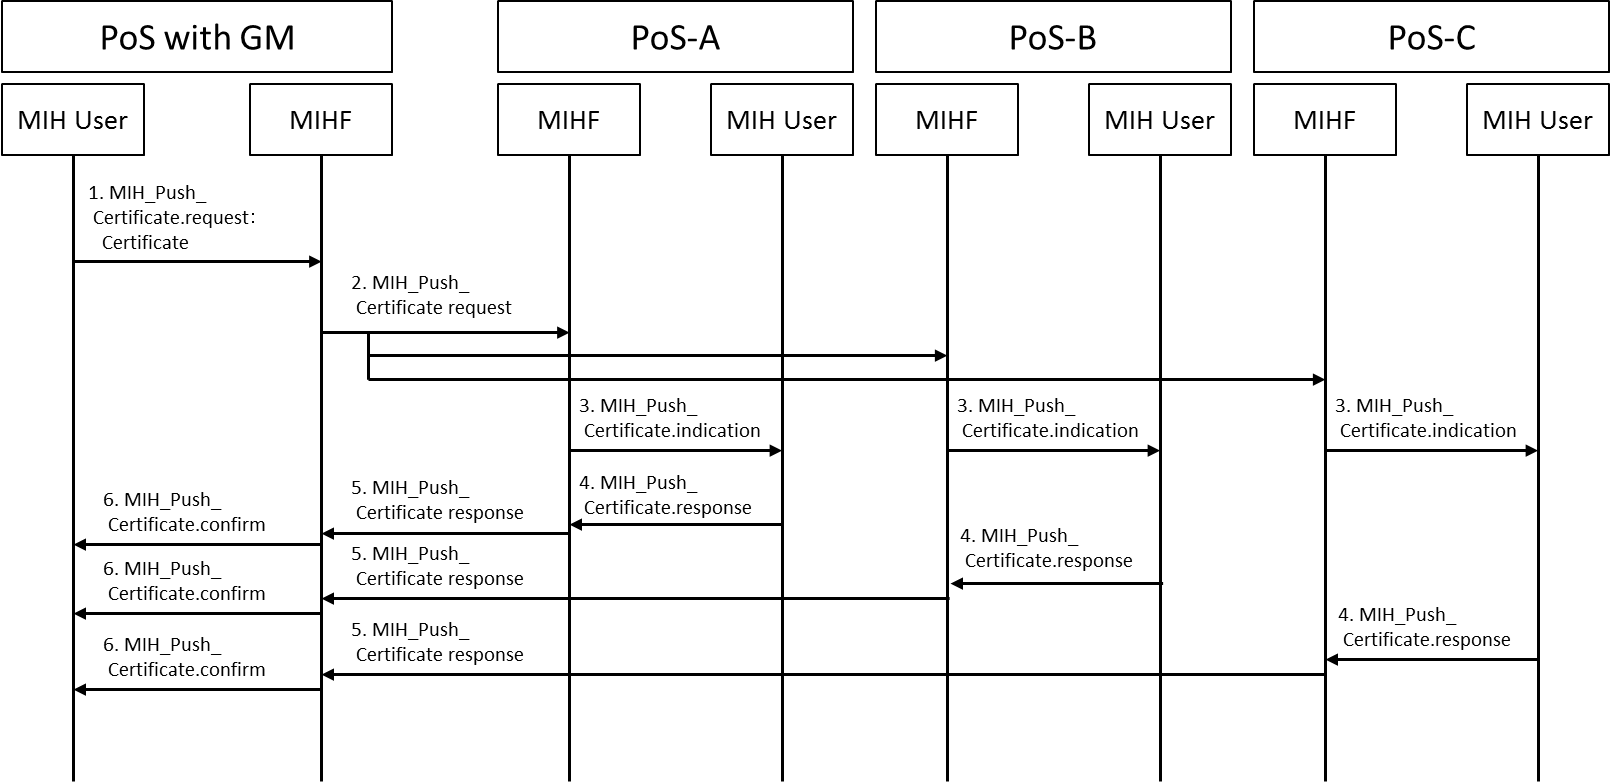 PoS with GM
PoS-A
PoS-B
PoS-C
MIH User
MIHF
MIHF
MIH User
MIHF
MIH User
MIHF
MIH User
1. MIH_Push_
Certificate.request:
Certificate
2. MIH_Push_
Certificate request
3. MIH_Push_
Certificate.indication
3. MIH_Push_
Certificate.indication
3. MIH_Push_
Certificate.indication
4. MIH_Push_
Certificate.response
5. MIH_Push_
Certificate response
6. MIH_Push_
Certificate.confirm
4. MIH_Push_
Certificate.response
5. MIH_Push_
Certificate response
6. MIH_Push_
Certificate.confirm
4. MIH_Push_
Certificate.response
5. MIH_Push_
Certificate response
6. MIH_Push_
Certificate.confirm